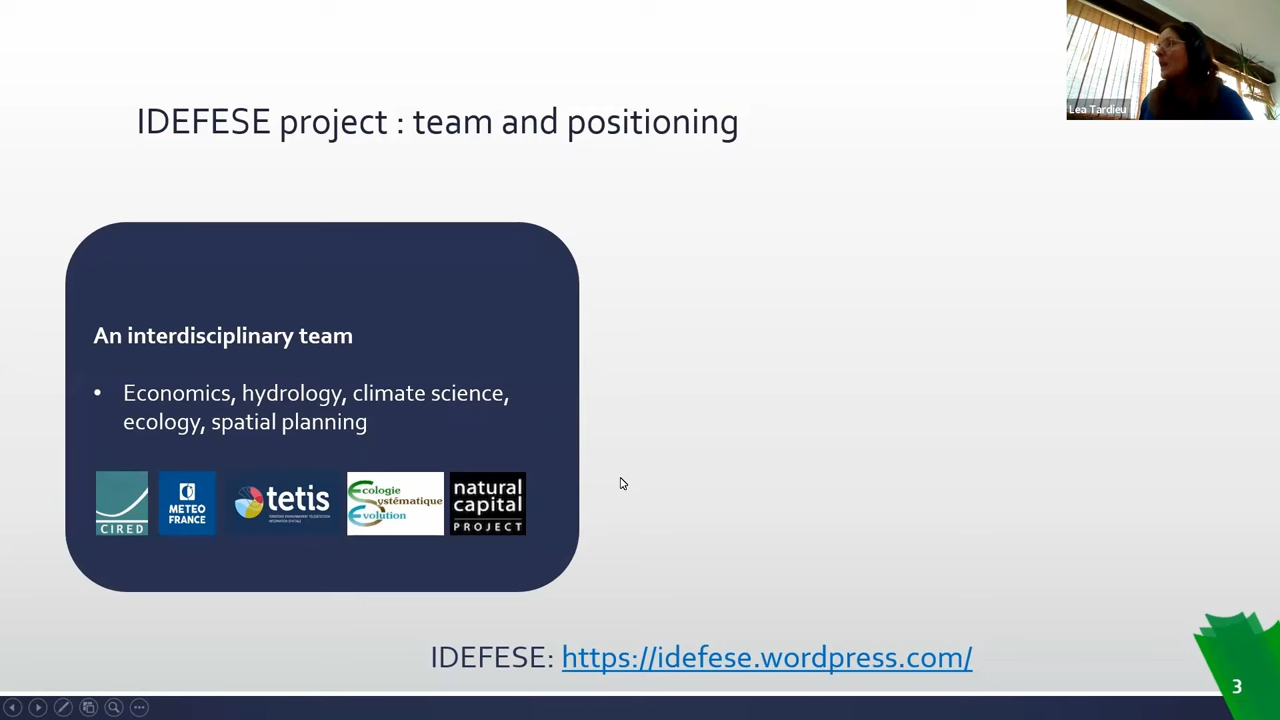 Lea Tardieu
IDEFESE project : team and positioning
An interdisciplinary team
• Economics, hydrology, climate science,
ecology, spatial planning
CIRED
METEO
FRANCE
tetis
Ecologie
Systématique
Evolution
natural
capital
PROJECT
IDEFESE: https://idefese.wordpress.com/
3